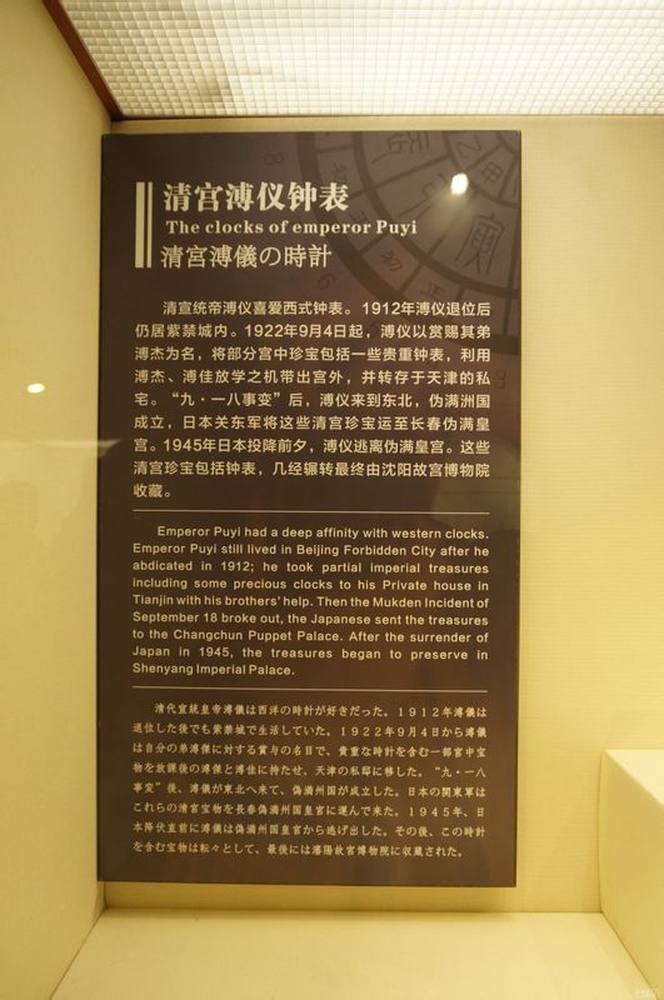 清宫溥仪钟表
The clocks of emperor Puyi
清宮溥儀の時計
清宣统帝溥仪喜爱西式钟表。1912年溥仪退位后
仍居紫禁城内。1922年9月4日起，溥仪以赏赐其弟
溥杰为名，将部分宫中珍宝包括一些贵重钟表，利用
溥杰、溥佳放学之机带出宫外，并转存于天津的私
宅。“九·一八事变”后，溥仪来到东北，伪满洲国
成立，日本关东军将这些清宫珍宝运至长春伪满皇
宫。1945年日本投降前夕，溥仪逃离伪满皇宫。这些
清宫珍宝包括钟表，几经辗转最终由沈阳故宫博物院
收藏。
Emperor Puyi had a deep affinity with western clocks.
Emperor Puyi still lived in Beijing Forbidden City after he
abdicated in 1912; he took partial imperial treasures
including some precious clocks to his Private house in
Tianjin with his brothers' help. Then the Mukden Incident of
September 18 broke out, the Japanese sent the treasures
to the Changchun Puppet Palace. After the surrender of
Japan in 1945, the treasures began to preserve in
Shenyang Imperial Palace.
清代宣統皇帝溥儀は西洋の時計が好きだった。１９１２年溥儀は
退位した後でも紫禁城で生活していた。１９２２年９月４日から溥儀
は自分の弟溥傑に対する賞与の名目で、貴重な時計を含む一部宮中宝
物を放課後の溥傑と溥佳に持たせ、天津の私邸に移した。“九・一八
事変”後、溥儀が東北へ来て、偽満州国が成立した。日本の関東軍は
これらの清宮宝物を長春偽満州国皇宮に運んで来た。１９４５年、日
本降伏直前に溥儀は偽満州国皇宮から逃げ出した。その後、この時計
を含む宝物は転々として、最後には瀋陽故宮博物院に収蔵された。